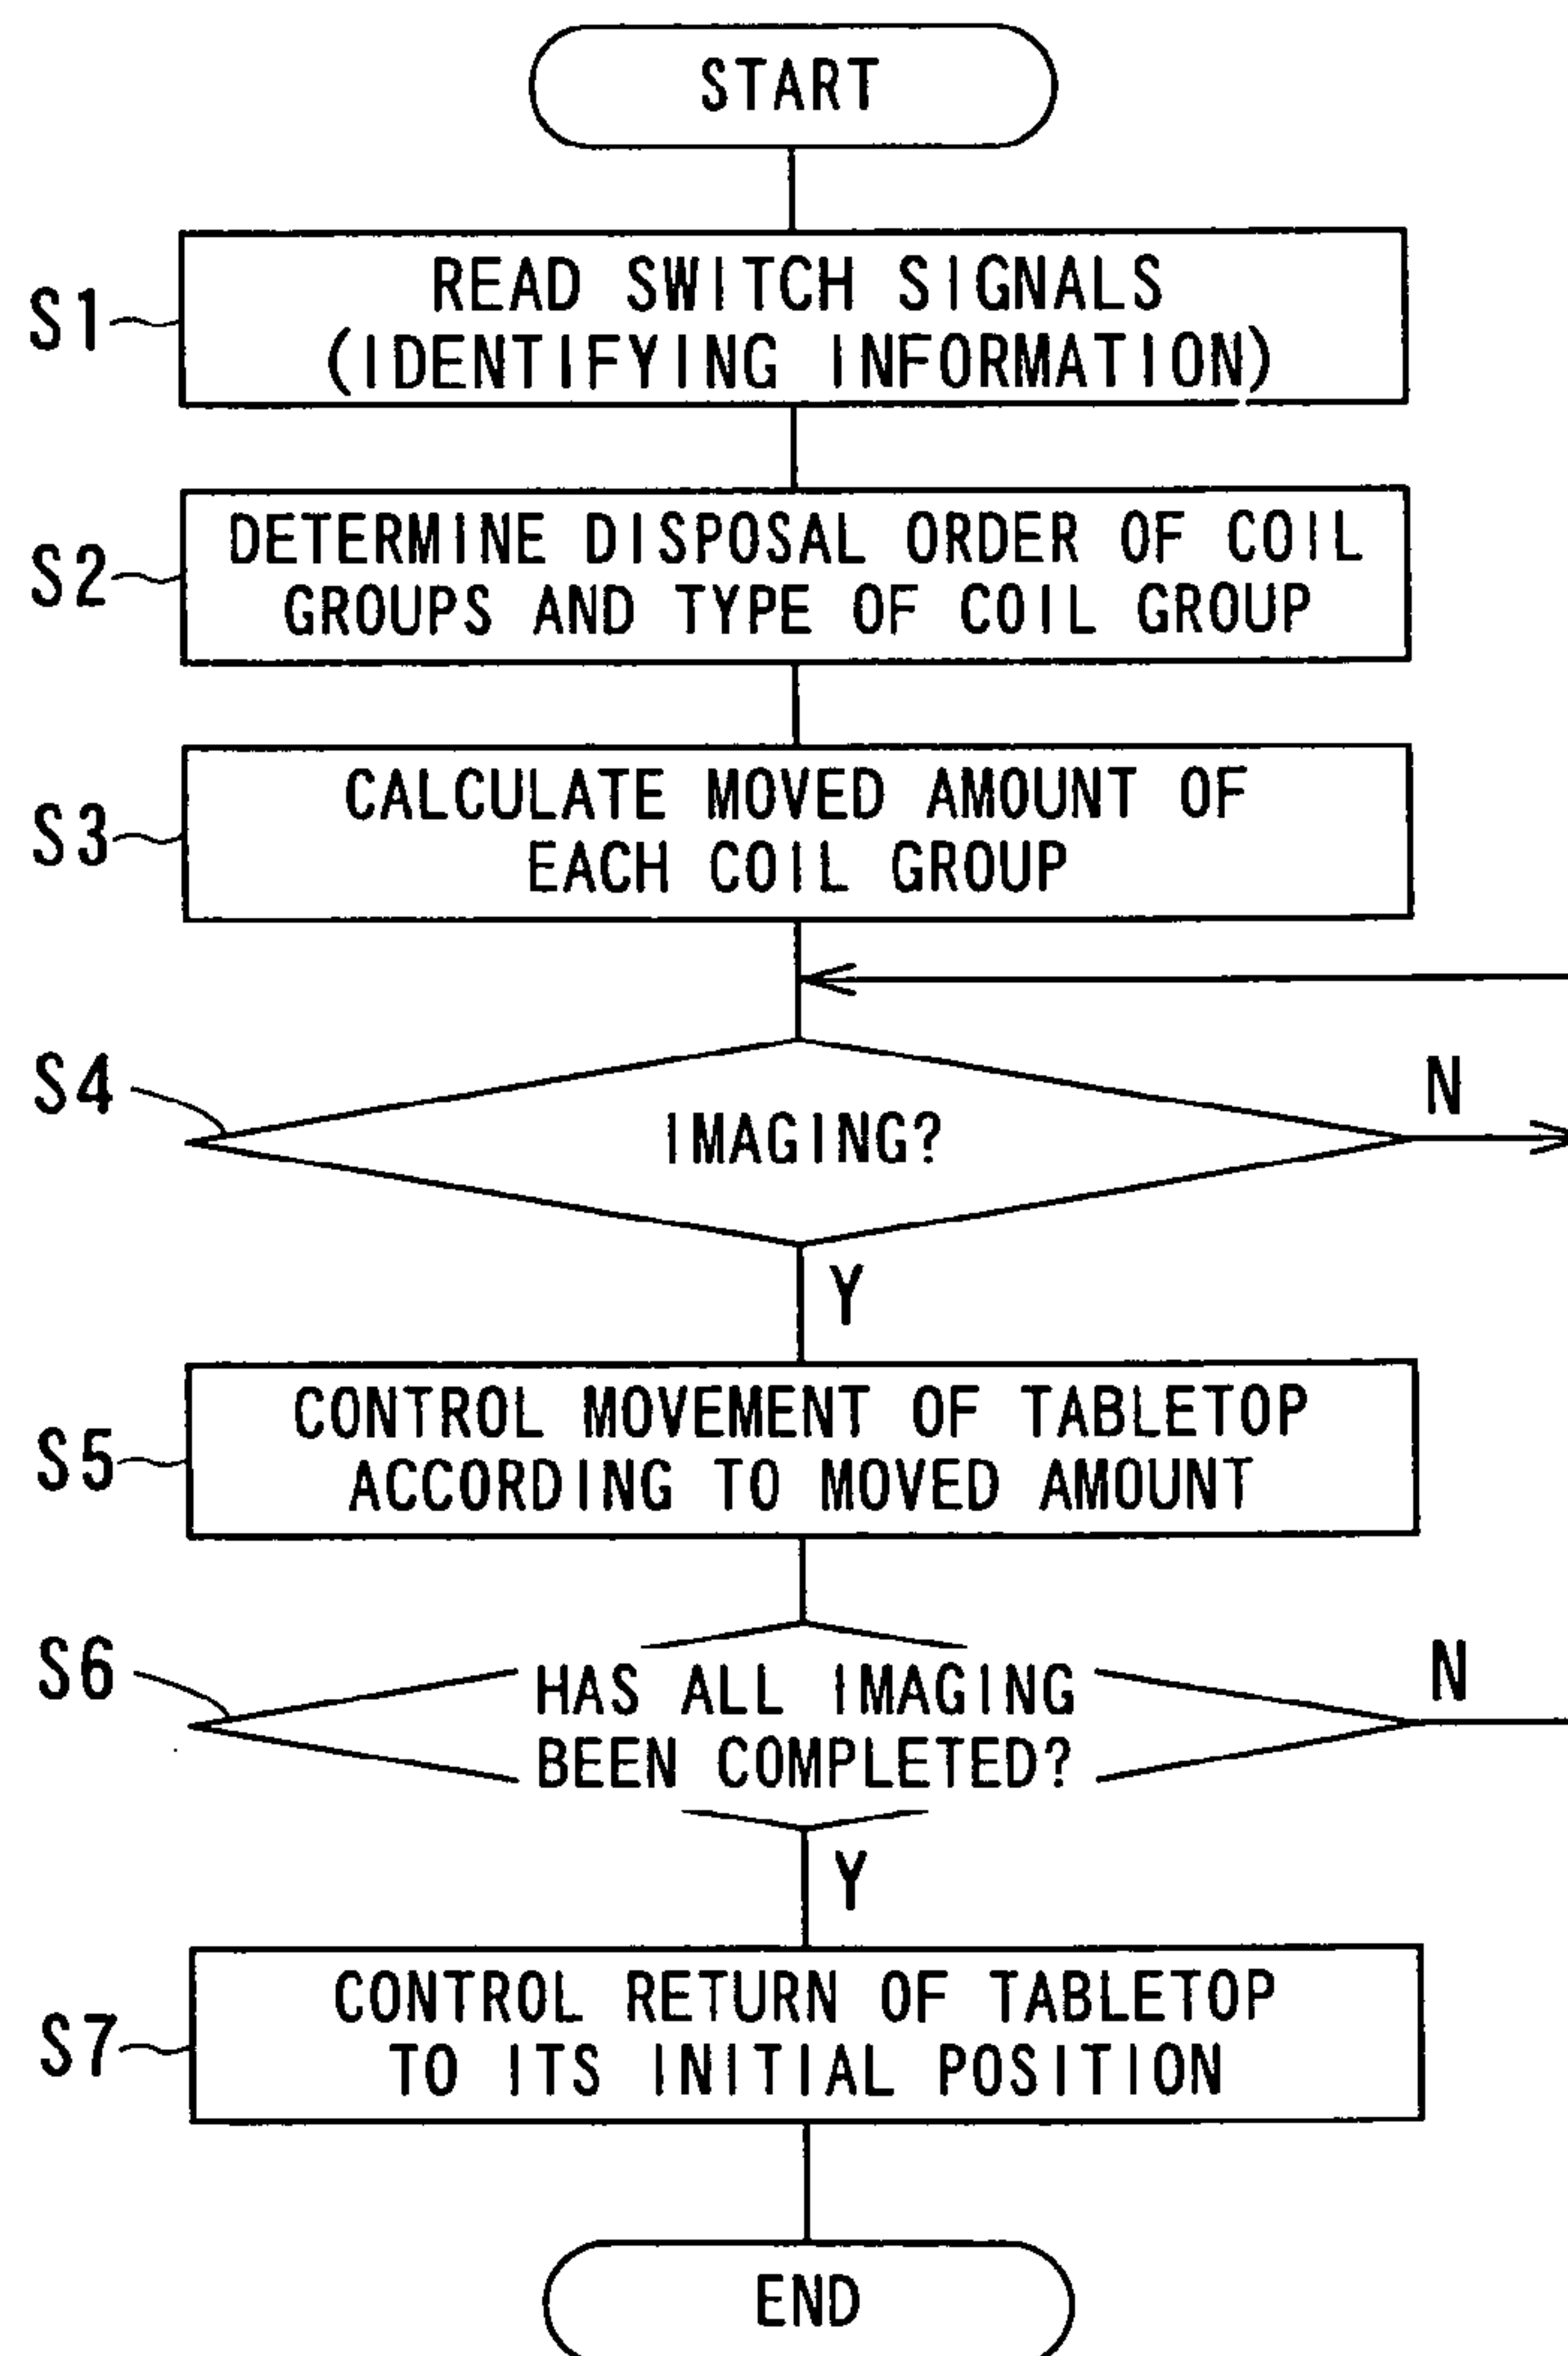 START
S1
READ SWITCH SIGNALS
(IDENTIFYING INFORMATION)
S2
DETERMINE DISPOSAL ORDER OF COIL
GROUPS AND TYPE OF COIL GROUP
S3
CALCULATE MOVED AMOUNT OF
EACH COIL GROUP
S4
IMAGING?
N
Y
S5
CONTROL MOVEMENT OF TABLETOP
ACCORDING TO MOVED AMOUNT
S6
HAS ALL IMAGING
BEEN COMPLETED?
N
Y
S7
CONTROL RETURN OF TABLETOP
TO ITS INITIAL POSITION
END